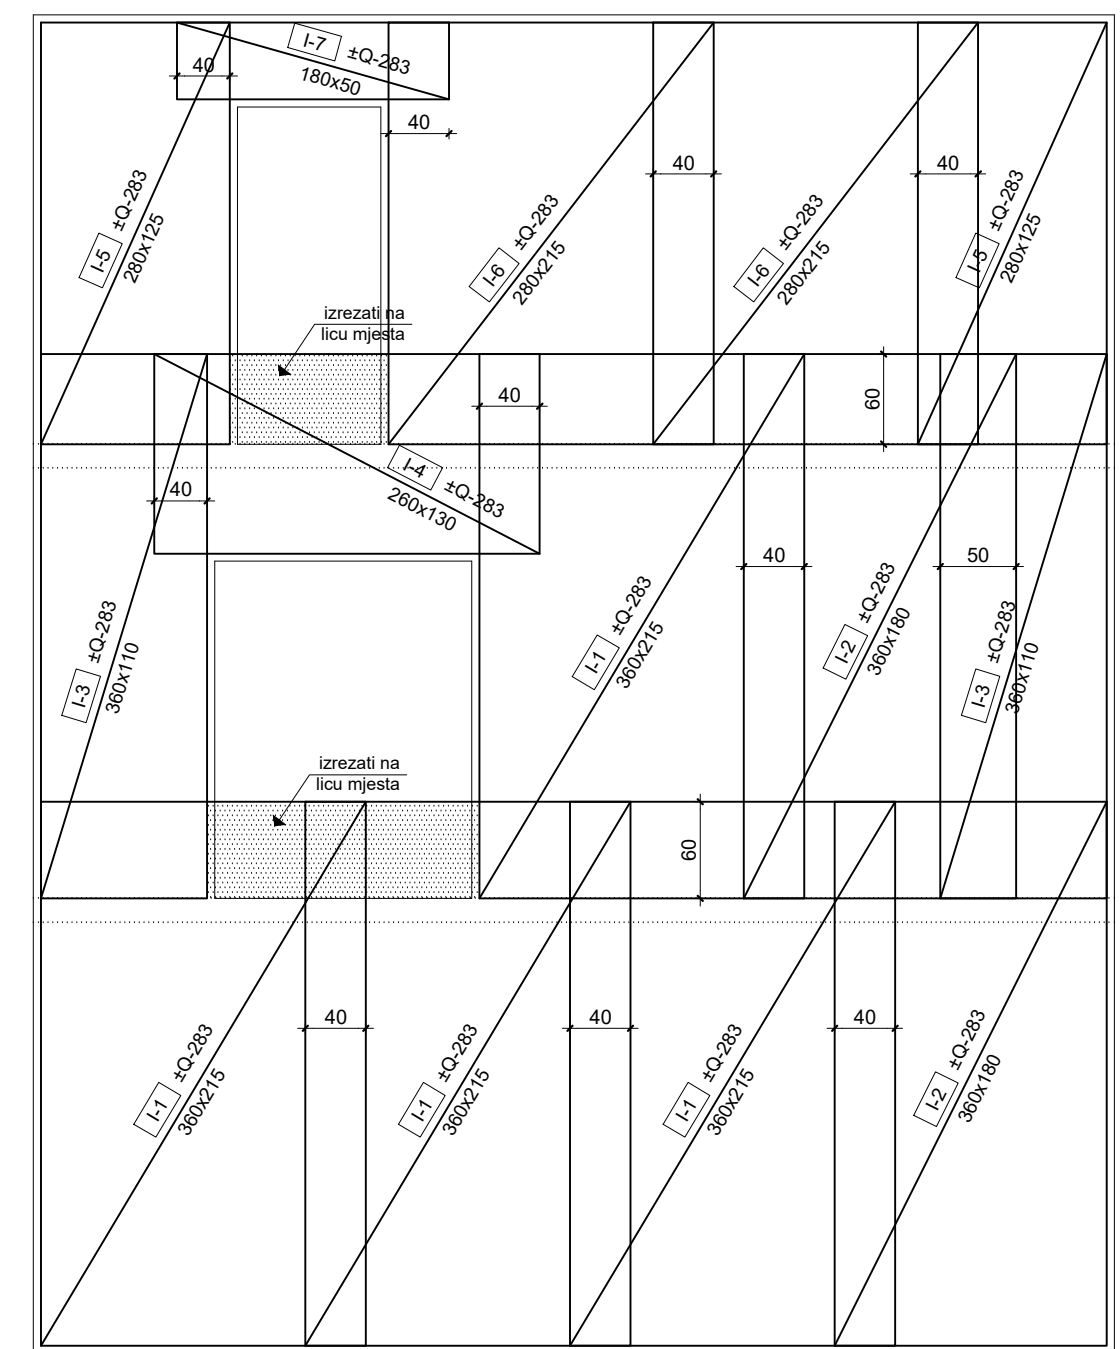 I-7 ±Q-283
180x50
40
40
40
40
I-5 ±Q-283
280x125
I-6 ±Q-283
280x215
I-6 ±Q-283
280x215
I-5 ±Q-283
280x125
izrezati na
licu mjesta
40
60
I-4 ±Q-283
260x130
40
40
50
I-3 ±Q-283
360x110
I-1 ±Q-283
360x215
I-2 ±Q-283
360x180
I-3 ±Q-283
360x110
izrezati na
licu mjesta
60
40
40
40
I-1 ±Q-283
360x215
I-1 ±Q-283
360x215
I-1 ±Q-283
360x215
I-2 ±Q-283
360x180